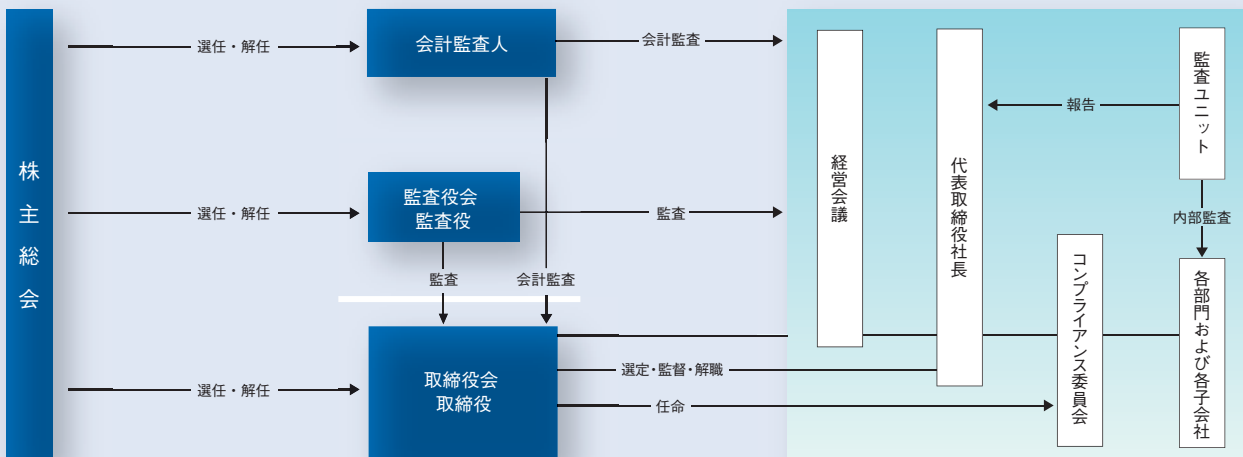 株主総会
選任・解任
会計監査人
会計監査
選任・解任
監査役会
監査役
監査
監査
会計監査
選任・解任
取締役会
取締役
選定・監督・解職
任命
経営会議
代表取締役社長
報告
監査ユニット
内部監査
コンプライアンス委員会
各部門および各子会社